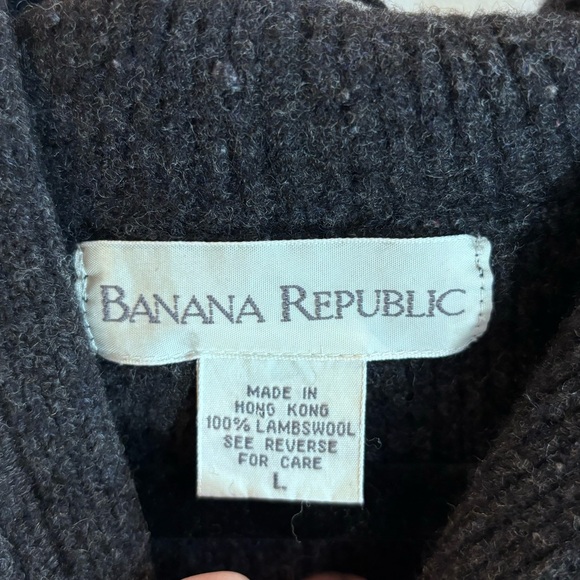 BANANA REPUBLIC
MADE IN
HONG KONG
100% LAMBSWOOL
SEE REVERSE
FOR CARE
L